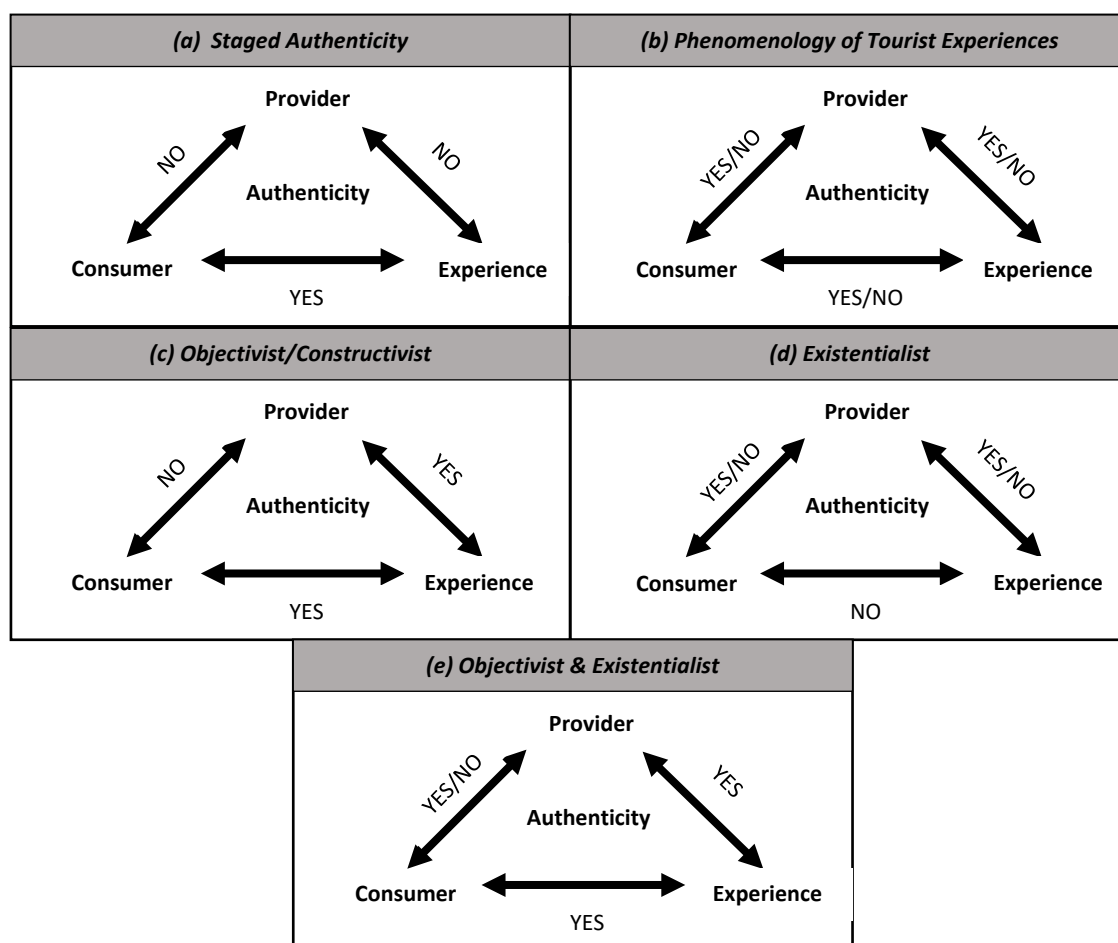 (a) Staged Authenticity
Provider
NO
NO
Authenticity
Consumer
Experience
YES
(b) Phenomenology of Tourist Experiences
Provider
YES/NO
YES/NO
Authenticity
Consumer
Experience
YES/NO
(c) Objectivist/Constructivist
Provider
NO
YES
Authenticity
Consumer
Experience
YES
(d) Existentialist
Provider
YES/NO
YES/NO
Authenticity
Consumer
Experience
NO
(e) Objectivist & Existentialist
Provider
YES/NO
YES
Authenticity
Consumer
Experience
YES